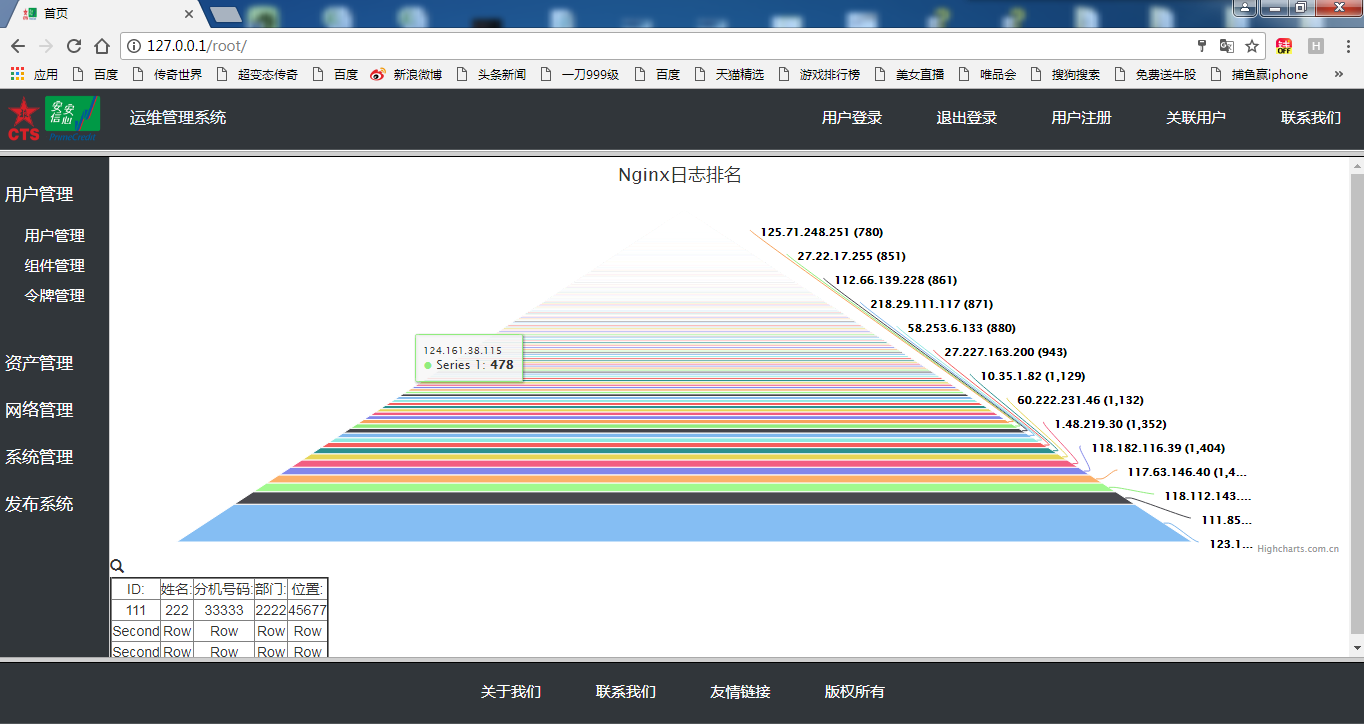 首页
127.0.0.1/root/
应用 百度 传奇世界 超变态传奇 百度 新浪微博 头条新闻 一刀999级 百度 天猫精选 游戏排行榜 美女直播 唯品会 搜狗搜索 免费送牛股 捕鱼赢iphone »
OFF
H
CTS
安安信心
运维管理系统 用户登录 退出登录 用户注册 关联用户 联系我们
用户管理
用户管理
组件管理
令牌管理
资产管理
网络管理
系统管理
发布系统
Nginx日志排名
125.71.248.251 (780)
27.22.17.255 (851)
112.66.139.228 (861)
218.29.111.117 (871)
58.253.6.133 (880)
27.227.163.200 (943)
10.35.1.82 (1,129)
60.222.231.46 (1,132)
1.48.219.30 (1,352)
118.182.116.39 (1,404)
117.63.146.40 (1,4...
118.112.143....
111.85...
123.1...
124.161.38.115
● Series 1: 478
Highcharts.com.cn
ID: 姓名: 分机号码: 部门: 位置:
111 222 33333 2222 45677
Second Row Row Row Row
Second Row Row Row Row
关于我们 联系我们 友情链接 版权所有